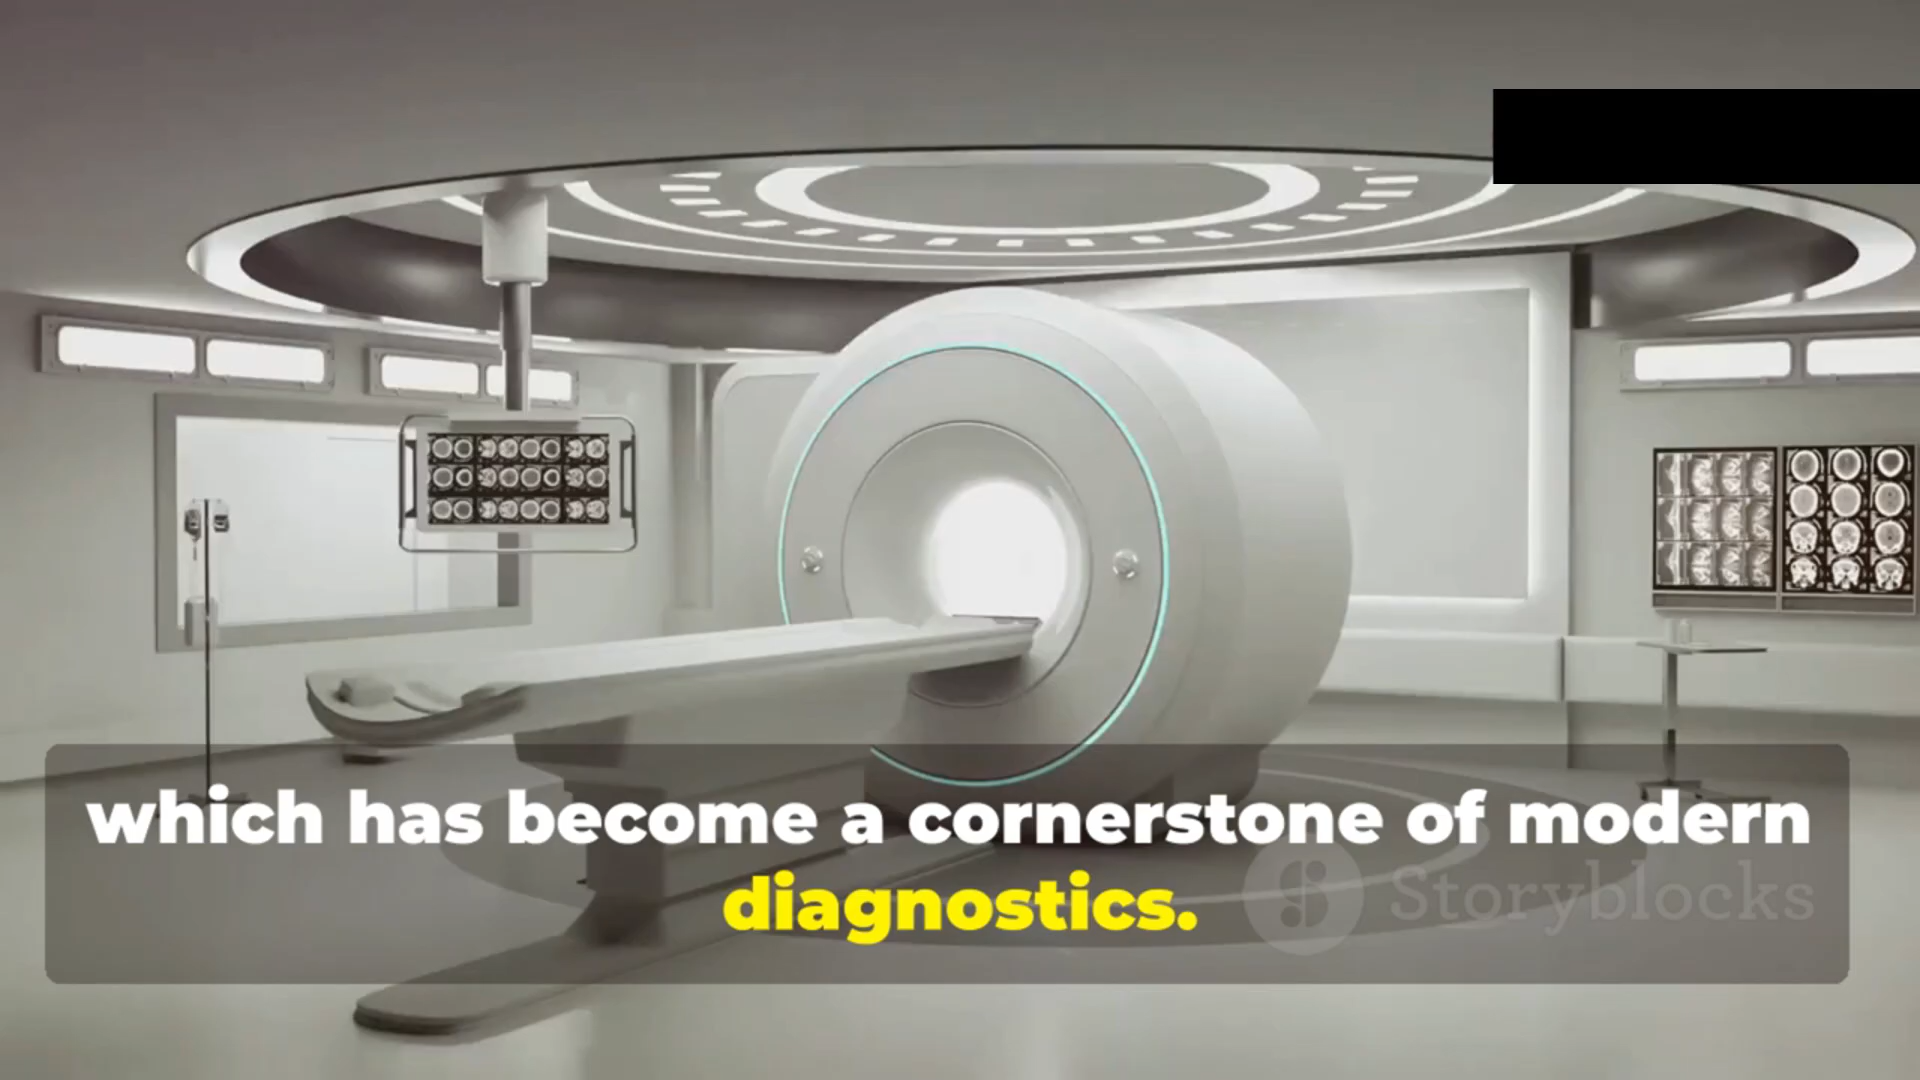 which has become a cornerstone of modern
diagnostics.
Storyblocks